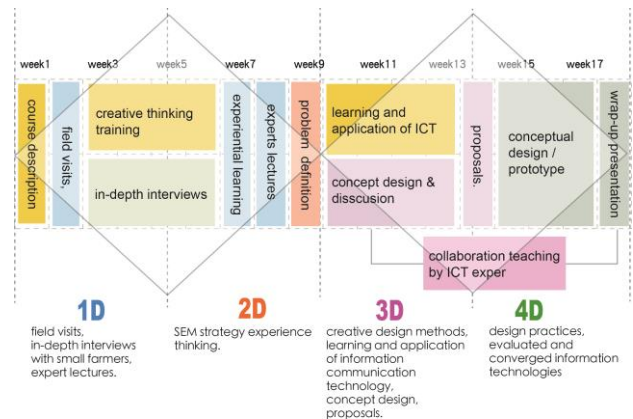 week1
week3
week5
week7
week9
week11
week13
week15
week17
course description
field visits,
creative thinking
training
in-depth interviews
experiential learning
experts lectures
problem definition
learning and
application of ICT
concept design &
disscusion
proposals.
conceptual
design /
prototype
wrap-up presentation
collaboration teaching
by ICT exper
1D
field visits,
in-depth interviews
with small farmers,
expert lectures.
2D
SEM strategy experience
thinking.
3D
creative design methods,
learning and application
of information
communication
technology,
concept design,
proposals.
4D
design practices,
evaluated and
converged information
technologies